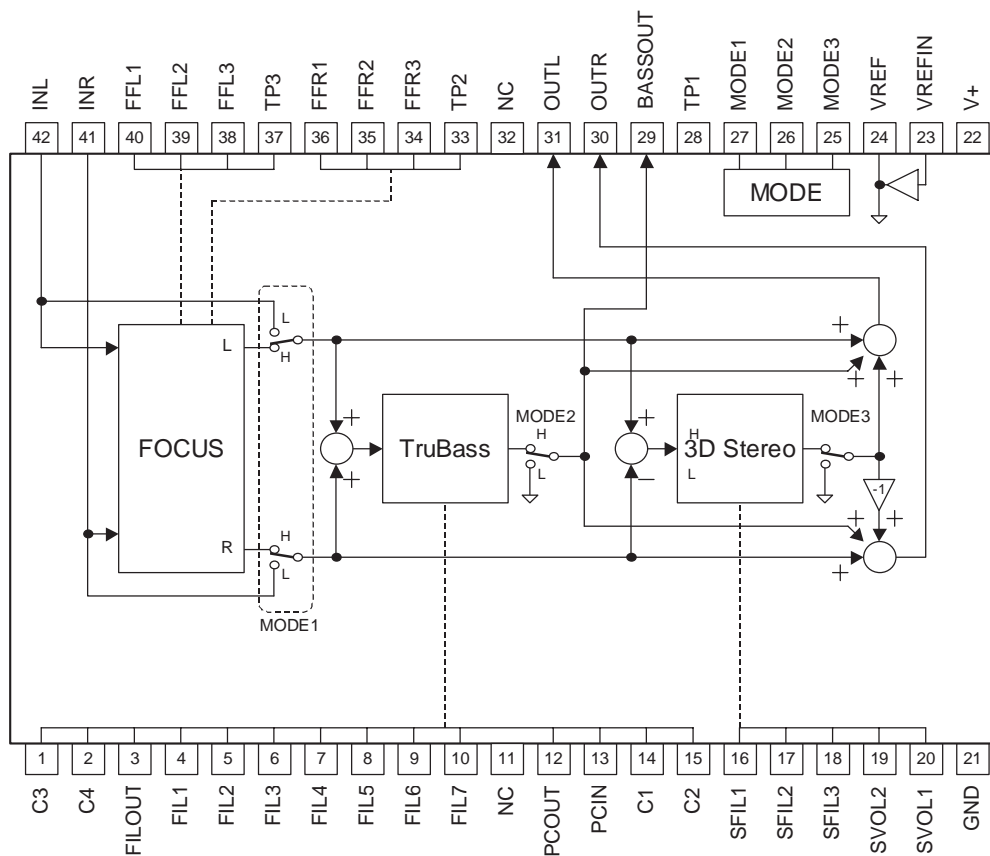 INL
INR
FFL1
FFL2
FFL3
TP3
FFR1
FFR2
FFR3
TP2
NC
OUTL
OUTR
BASSOUT
TP1
MODE1
MODE2
MODE3
VREF
VREFIN
V+
42
41
40
39
38
37
36
35
34
33
32
31
30
29
28
27
26
25
24
23
22
MODE
L
H
L
+
+
+
FOCUS
+
TruBass
+
MODE2
H
L
+
H
3D Stereo
L
−
MODE3
-1
R
H
L
+
+
+
MODE1
1
2
3
4
5
6
7
8
9
10
11
12
13
14
15
16
17
18
19
20
21
C3
C4
FILOUT
FIL1
FIL2
FIL3
FIL4
FIL5
FIL6
FIL7
NC
PCOUT
PCIN
C1
C2
SFIL1
SFIL2
SFIL3
SVOL2
SVOL1
GND